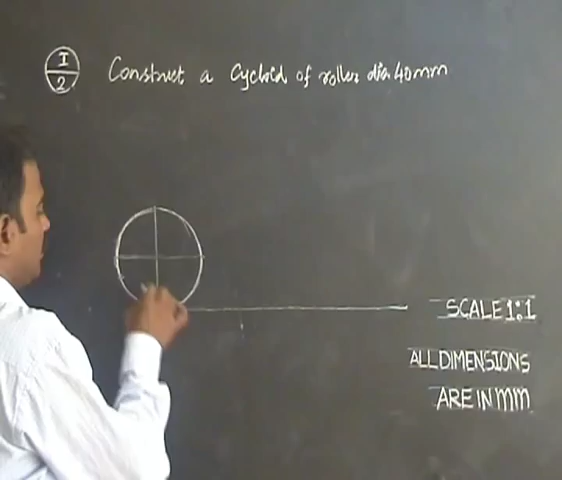 I
2
Construct a Cycloid of roller dia 40mm
SCALE 1:1
ALL DIMENSIONS
ARE IN mm